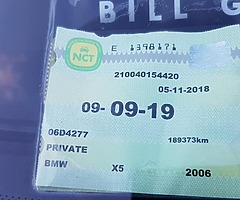 BILL G
E 1398171
NCT
210040154420
05-11-2018
09- 09-19
06D4277
189373km
PRIVATE
BMW X5 2006